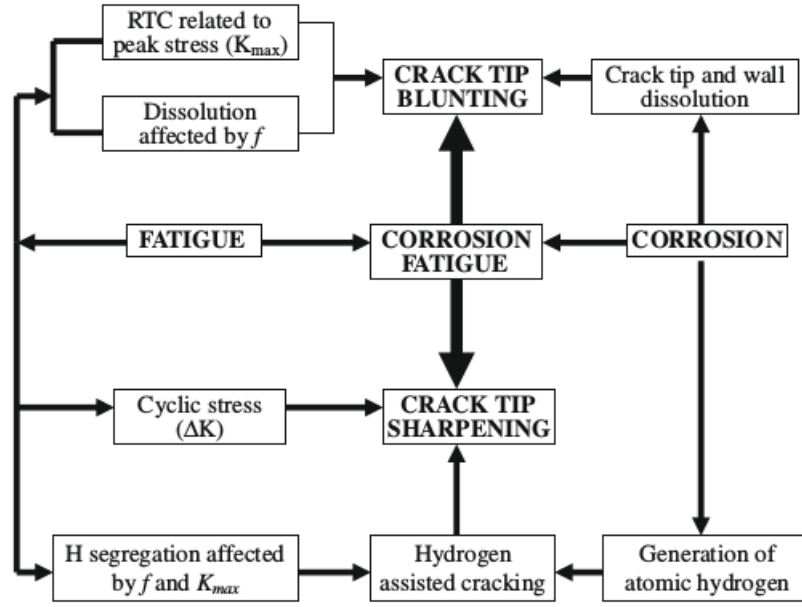 RTC related to
peak stress (Kmax)
CRACK TIP
BLUNTING
Crack tip and wall
dissolution
Dissolution
affected by f
FATIGUE
CORROSION
FATIGUE
CORROSION
Cyclic stress
(ΔK)
CRACK TIP
SHARPENING
H segregation affected
by f and Kmax
Hydrogen
assisted cracking
Generation of
atomic hydrogen